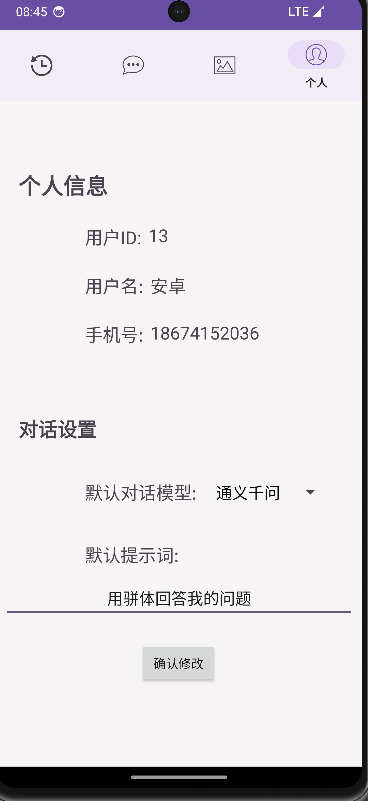 08:45 LTE
个人
个人信息
用户ID: 13
用户名: 安卓
手机号: 18674152036
对话设置
默认对话模型: 通义千问
默认提示词:
用骈体回答我的问题
确认修改